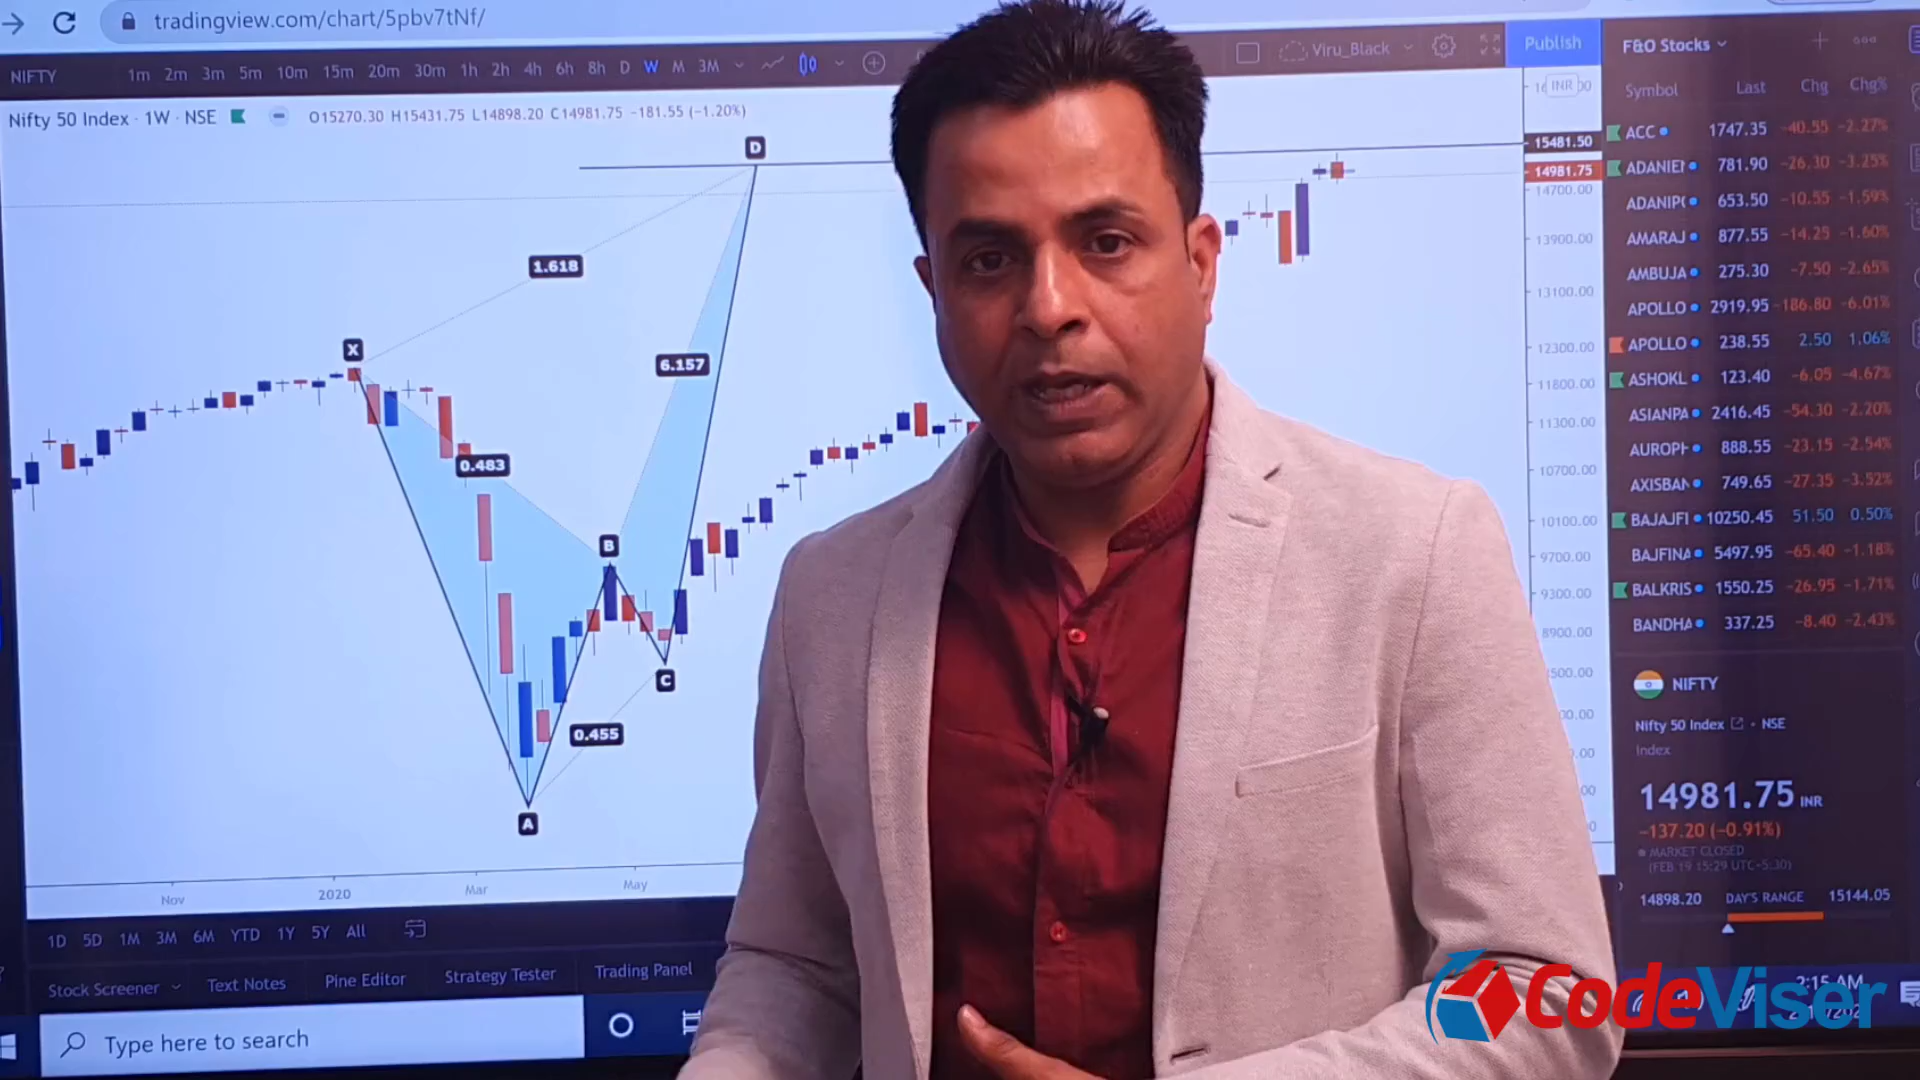 tradingview.com/chart/5pbv7tNf/
NIFTY 1m 2m 3m 5m 10m 15m 20m 30m 1h 2h 4h 6h 8h D W M 3M
Viru_Black
Publish
Nifty 50 Index · 1W · NSE O15270.30 H15431.75 L14898.20 C14981.75 -181.55 (-1.20%)
INR
15481.50
14981.75
14700.00
13900.00
13100.00
12300.00
11800.00
11300.00
10700.00
10100.00
9700.00
9300.00
8900.00
D
1.618
X
6.157
0.483
B
C
0.455
A
Nov 2020 Mar May
1D 5D 1M 3M 6M YTD 1Y 5Y All
Stock Screener Text Notes Pine Editor Strategy Tester Trading Panel
Type here to search
F&O Stocks
Symbol Last Chg Chg%
ACC 1747.35 -40.55 -2.27%
ADANIEI 781.90 -26.30 -3.25%
ADANIP( 653.50 -10.55 -1.59%
AMARAJ 877.55 -14.25 -1.60%
AMBUJA 275.30 -7.50 -2.65%
APOLLO 2919.95 -186.80 -6.01%
APOLLO 238.55 2.50 1.06%
ASHOKL 123.40 -6.05 -4.67%
ASIANPA 2416.45 -54.30 -2.20%
AUROPH 888.55 -23.15 -2.54%
AXISBAN 749.65 -27.35 -3.52%
BAJAJFI 10250.45 51.50 0.50%
BAJFINA 5497.95 -65.40 -1.18%
BALKRIS 1550.25 -26.95 -1.71%
BANDHA 337.25 -8.40 -2.43%
NIFTY
Nifty 50 Index · NSE
Index
14981.75 INR
-137.20 (-0.91%)
MARKET CLOSED
(FEB 19 15:29 UTC+5:30)
14898.20 DAY'S RANGE 15144.05
2:15 AM
CodeViser